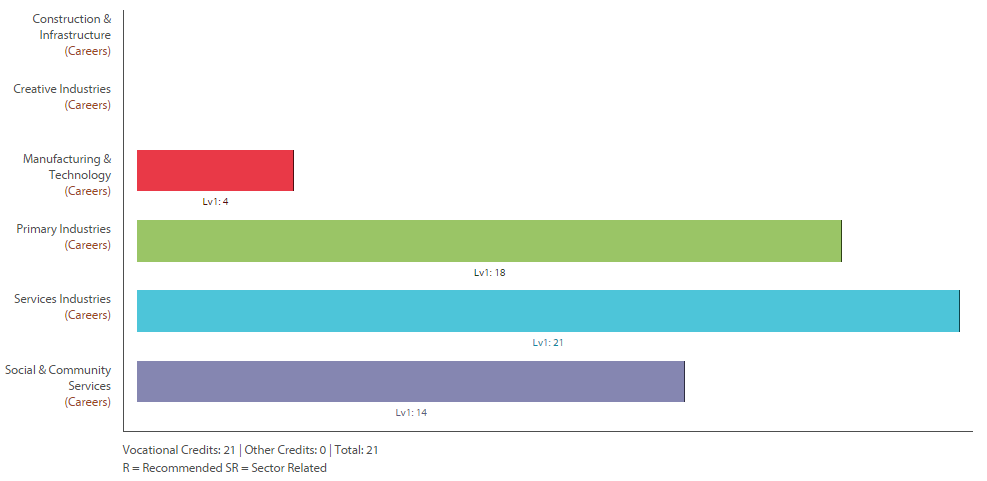 Construction &
Infrastructure
(Careers)
Creative Industries
(Careers)
Manufacturing &
Technology
(Careers)
Lv1: 4
Primary Industries
(Careers)
Lv1: 18
Services Industries
(Careers)
Lv1: 21
Social & Community
Services
(Careers)
Lv1: 14
Vocational Credits: 21 | Other Credits: 0 | Total: 21
R = Recommended SR = Sector Related